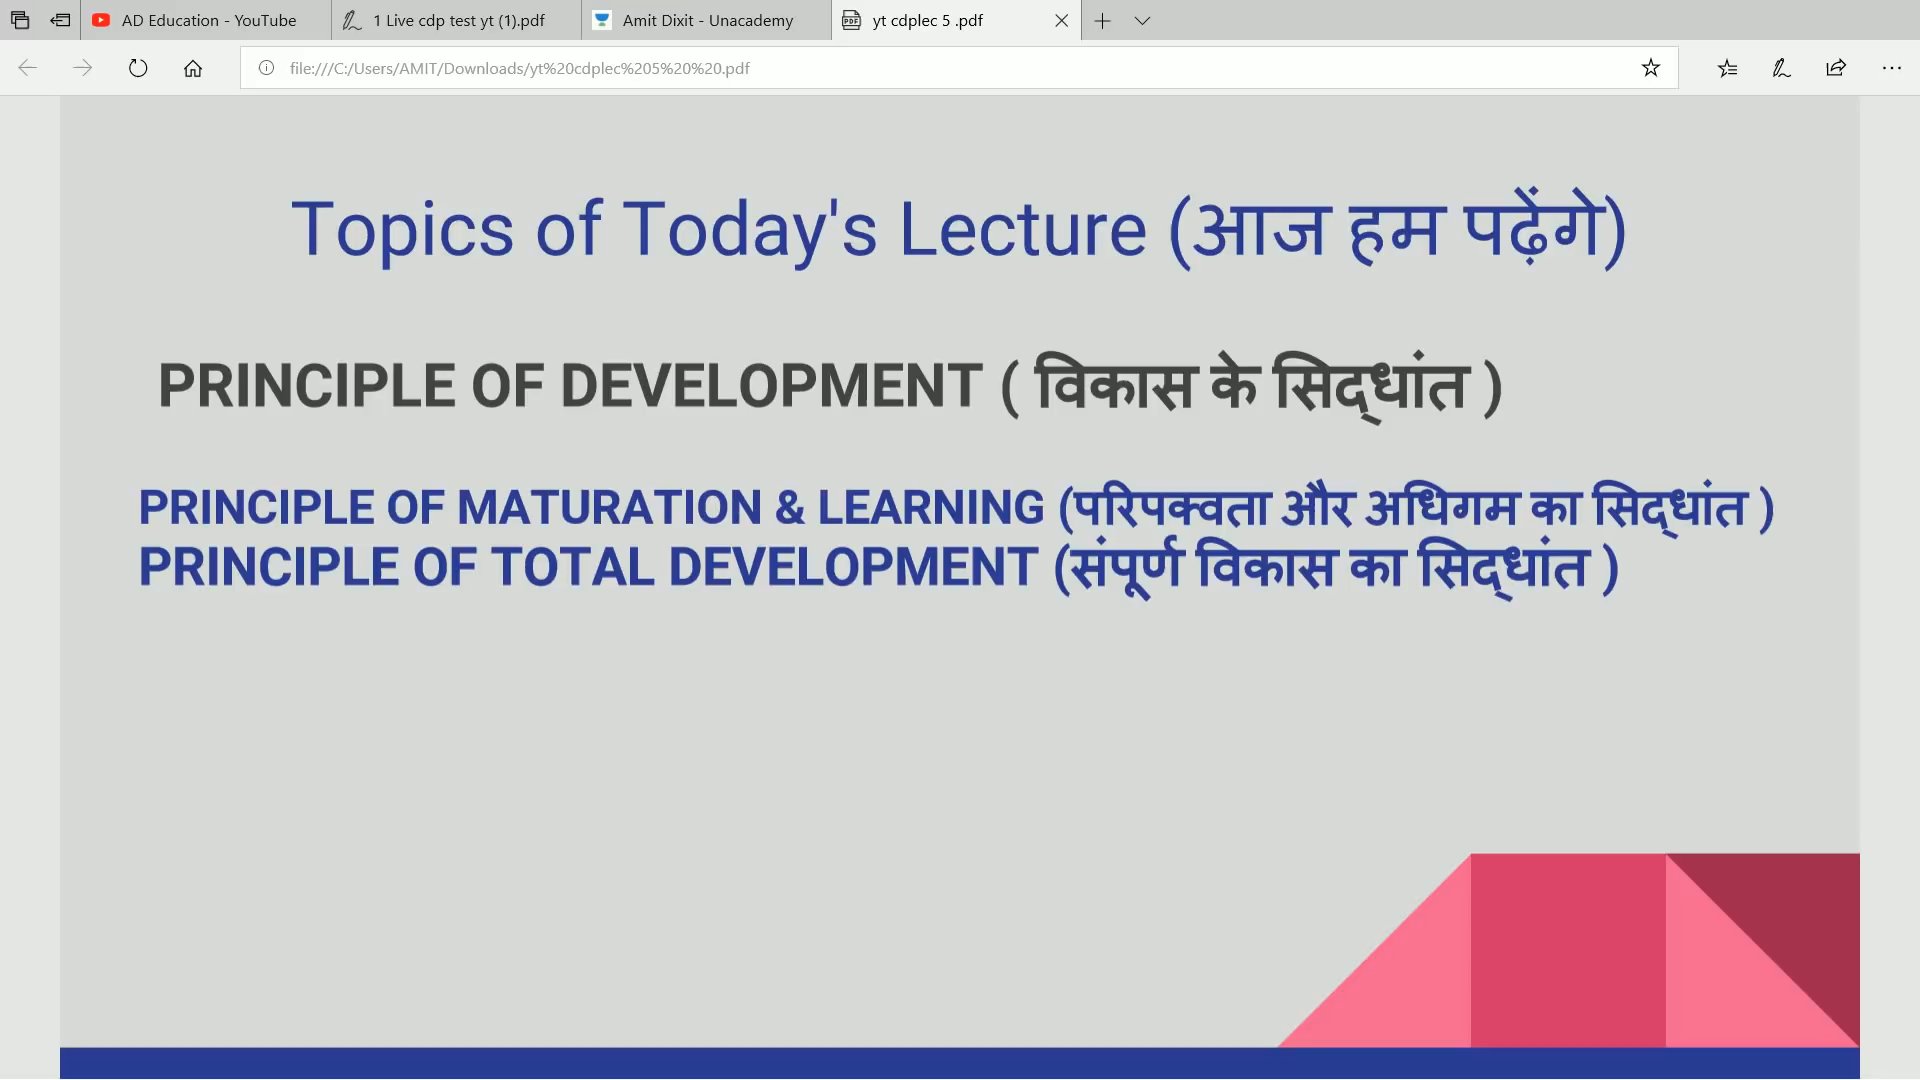 AD Education - YouTube
1 Live cdp test yt (1).pdf
Amit Dixit - Unacademy
yt cdplec 5 .pdf
file:///C:/Users/AMIT/Downloads/yt%20cdplec%205%20%20.pdf
Topics of Today's Lecture (आज हम पढ़ेंगे)
PRINCIPLE OF DEVELOPMENT ( विकास के सिद्धांत )
PRINCIPLE OF MATURATION & LEARNING (परिपक्वता और अधिगम का सिद्धांत )
PRINCIPLE OF TOTAL DEVELOPMENT (संपूर्ण विकास का सिद्धांत )